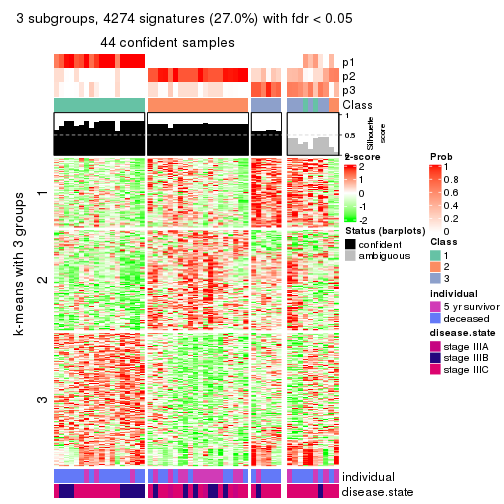 3 subgroups, 4274 signatures (27.0%) with fdr < 0.05
44 confident samples
p1
p2
p3
Class
1
0.5
0
Silhouette
score
k-means with 3 groups
1
2
3
individual
disease.state
z-score
2
1
0
-1
-2
Status (barplots)
confident
ambiguous
Prob
1
0.8
0.6
0.4
0.2
0
Class
1
2
3
individual
5 yr survivor
deceased
disease.state
stage IIIA
stage IIIB
stage IIIC